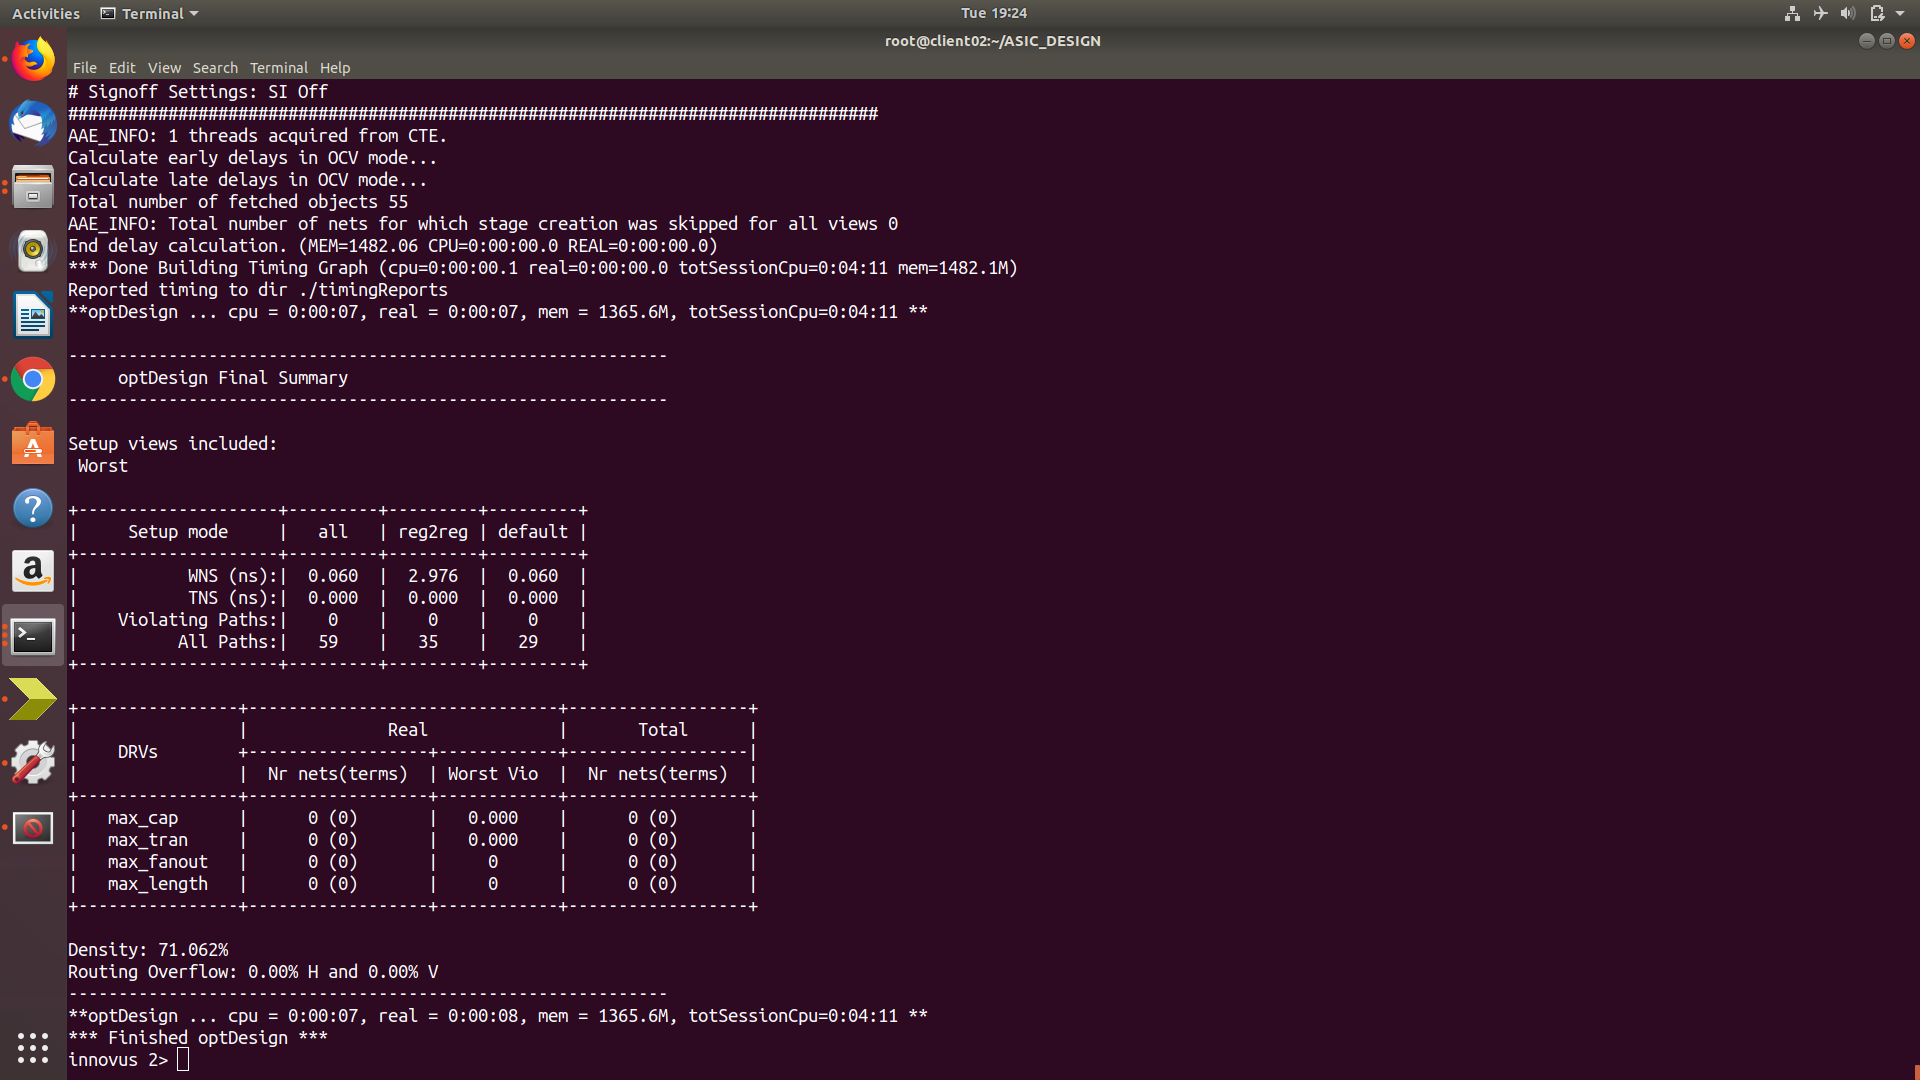 Activities Terminal Tue 19:24
root@client02:~/ASIC_DESIGN
File Edit View Search Terminal Help
# Signoff Settings: SI Off
#################################################################################
AAE_INFO: 1 threads acquired from CTE.
Calculate early delays in OCV mode...
Calculate late delays in OCV mode...
Total number of fetched objects 55
AAE_INFO: Total number of nets for which stage creation was skipped for all views 0
End delay calculation. (MEM=1482.06 CPU=0:00:00.0 REAL=0:00:00.0)
*** Done Building Timing Graph (cpu=0:00:00.1 real=0:00:00.0 totSessionCpu=0:04:11 mem=1482.1M)
Reported timing to dir ./timingReports
**optDesign ... cpu = 0:00:07, real = 0:00:07, mem = 1365.6M, totSessionCpu=0:04:11 **
------------------------------------------------------------
     optDesign Final Summary
------------------------------------------------------------
Setup views included:
 Worst
+--------------------+---------+---------+---------+
|     Setup mode     |   all   | reg2reg | default |
+--------------------+---------+---------+---------+
|           WNS (ns):|  0.060  |  2.976  |  0.060  |
|           TNS (ns):|  0.000  |  0.000  |  0.000  |
|    Violating Paths:|    0    |    0    |    0    |
|          All Paths:|   59    |   35    |   29    |
+--------------------+---------+---------+---------+
+----------------+-------------------------------+------------------+
|                |              Real             |       Total      |
|    DRVs        +------------------+------------+------------------|
|                |  Nr nets(terms)  | Worst Vio  |  Nr nets(terms)  |
+----------------+------------------+------------+------------------+
|   max_cap      |      0 (0)       |   0.000    |      0 (0)       |
|   max_tran     |      0 (0)       |   0.000    |      0 (0)       |
|   max_fanout   |      0 (0)       |     0      |      0 (0)       |
|   max_length   |      0 (0)       |     0      |      0 (0)       |
+----------------+------------------+------------+------------------+
Density: 71.062%
Routing Overflow: 0.00% H and 0.00% V
------------------------------------------------------------
**optDesign ... cpu = 0:00:07, real = 0:00:08, mem = 1365.6M, totSessionCpu=0:04:11 **
*** Finished optDesign ***
innovus 2>